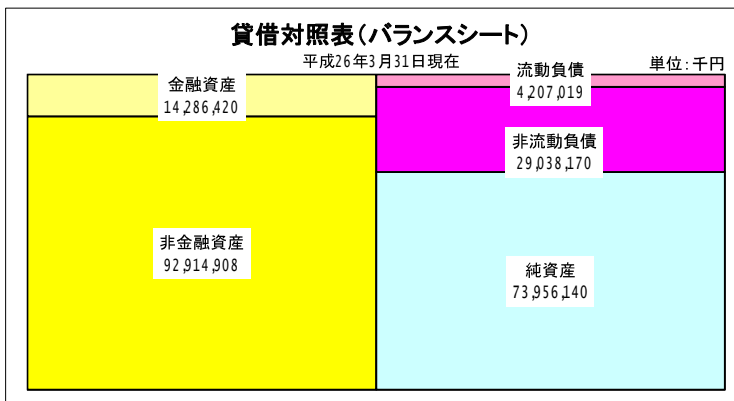 貸借対照表(バランスシート)
平成26年3月31日現在
単位:千円
金融資産
14,286,420
非金融資産
92,914,908
流動負債
4,207,019
非流動負債
29,038,170
純資産
73,956,140